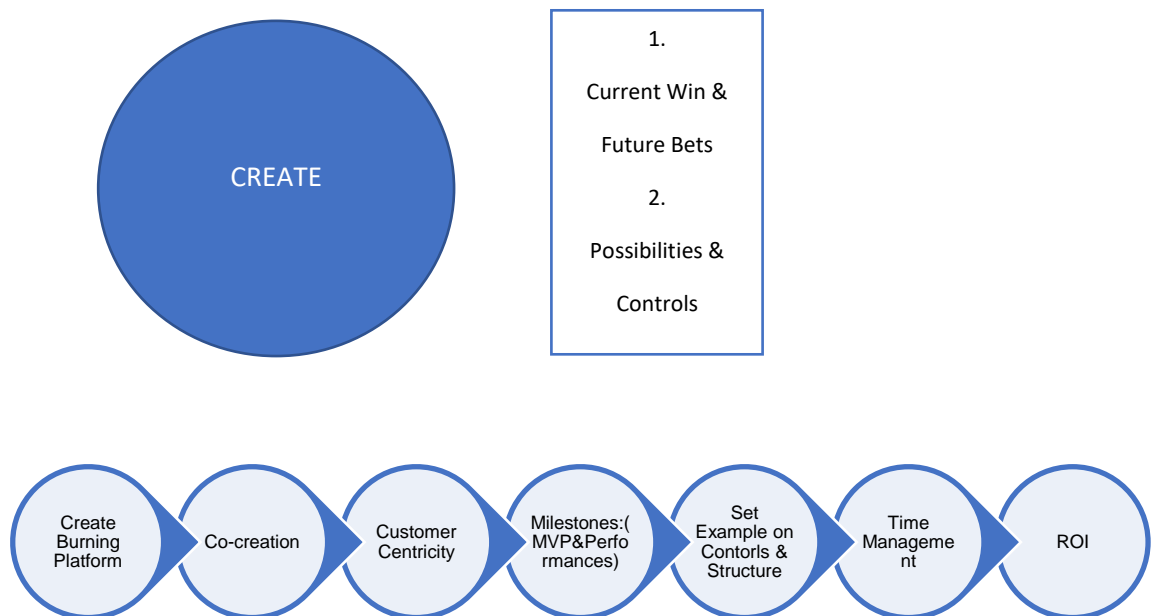 CREATE
1.
Current Win &
Future Bets
2.
Possibilities &
Controls
Create
Burning
Platform
Co-creation
Customer
Centricity
Milestones:(
MVP&Perfo
rmances)
Set
Example on
Contorls &
Structure
Time
Manageme
nt
ROI